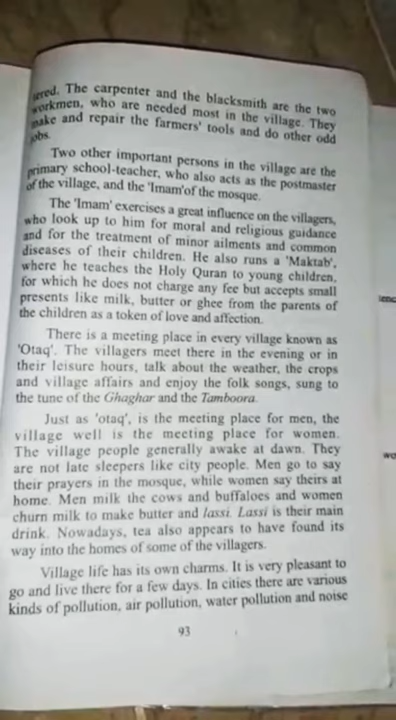 ered. The carpenter and the blacksmith are the two
workmen, who are needed most in the village. They
make and repair the farmers' tools and do other odd
jobs.
Two other important persons in the village are the
primary school-teacher, who also acts as the postmaster
of the village, and the 'Imam'of the mosque.
The 'Imam' exercises a great influence on the villagers,
who look up to him for moral and religious guidance
and for the treatment of minor ailments and common
diseases of their children. He also runs a 'Maktab',
where he teaches the Holy Quran to young children,
for which he does not charge any fee but accepts small
presents like milk, butter or ghee from the parents of
the children as a token of love and affection.
There is a meeting place in every village known as
'Otaq'. The villagers meet there in the evening or in
their leisure hours, talk about the weather, the crops
and village affairs and enjoy the folk songs, sung to
the tune of the Ghaghar and the Tamboora.
Just as 'otaq', is the meeting place for men, the
village well is the meeting place for women.
The village people generally awake at dawn. They
are not late sleepers like city people. Men go to say
their prayers in the mosque, while women say theirs at
home. Men milk the cows and buffaloes and women
churn milk to make butter and lassi. Lassi is their main
drink. Nowadays, tea also appears to have found its
way into the homes of some of the villagers.
Village life has its own charms. It is very pleasant to
go and live there for a few days. In cities there are various
kinds of pollution, air pollution, water pollution and noise
93